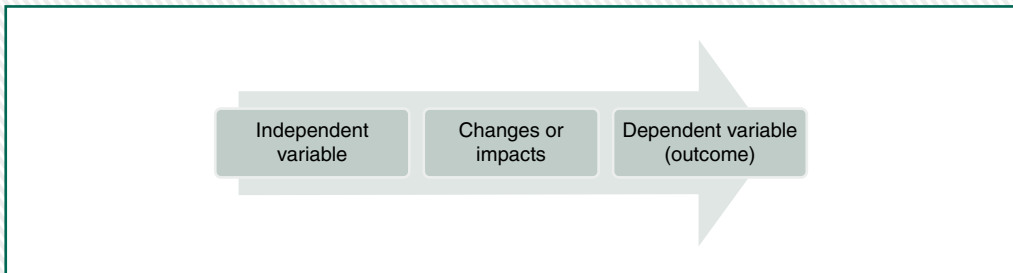 Independent
variable
Changes or
impacts
Dependent variable
(outcome)